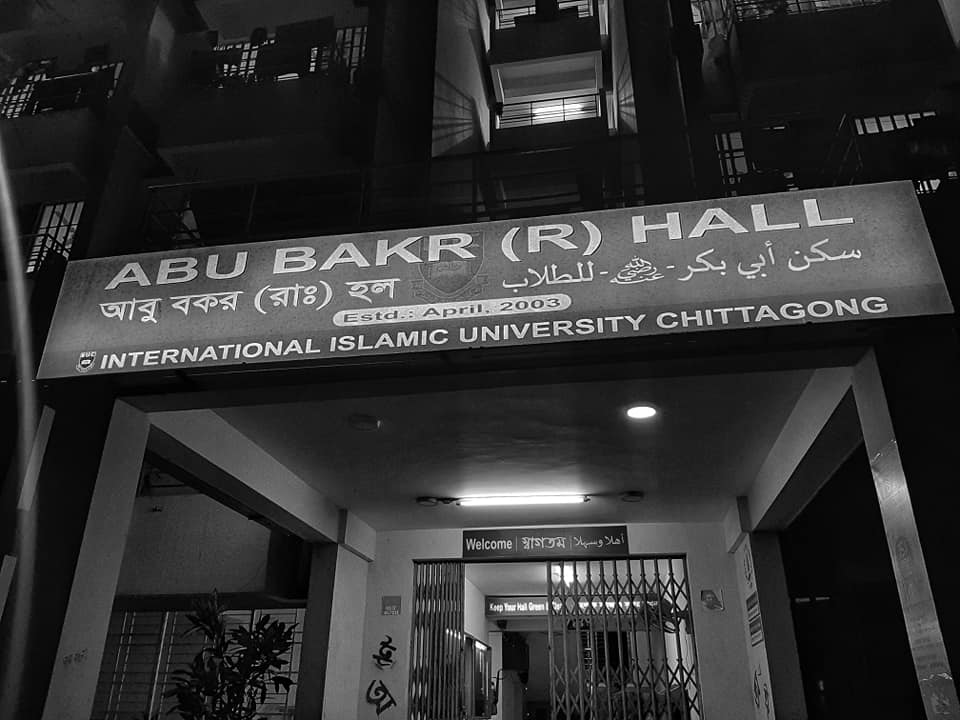 ABU BAKR (R) HALL
আবু বকর (রাঃ) হল
سكن أبي بكر - رضي الله عنه - للطلاب
Estd.: April, 2003
IIUC INTERNATIONAL ISLAMIC UNIVERSITY CHITTAGONG
Welcome | স্বাগতম | أهلا وسهلا
Keep Your Hall Green &